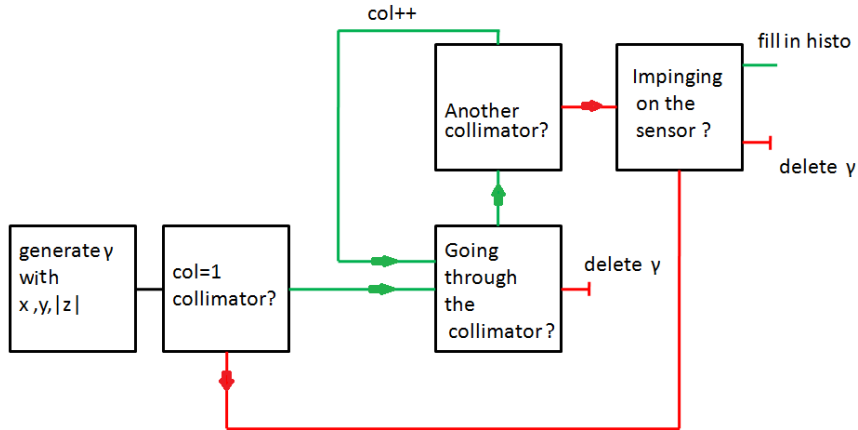 col++
fill in histo
Impinging
on the
sensor ?
Another
collimator?
delete γ
generate γ
with
x ,y,|z|
col=1
collimator?
Going
through
the
collimator ?
delete γ